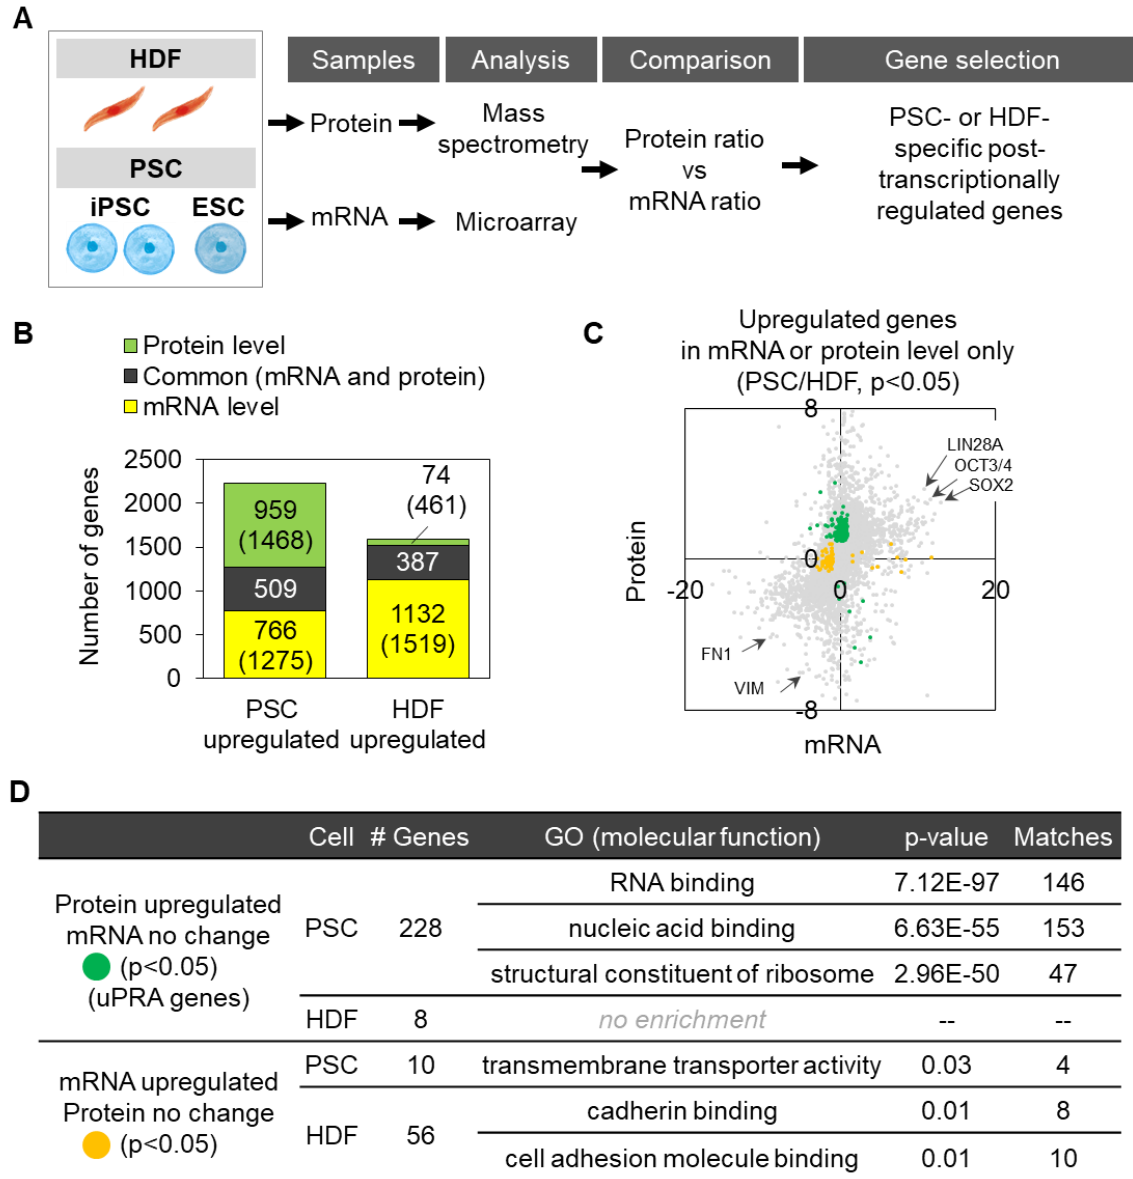 A
HDF
PSC
iPSC ESC
Samples Analysis Comparison Gene selection
Protein
mRNA
Mass
spectrometry
Microarray
Protein ratio
vs
mRNA ratio
PSC- or HDF-
specific post-
transcriptionally
regulated genes
B
Protein level
Common (mRNA and protein)
mRNA level
Number of genes
2500
2000
1500
1000
500
0
959
(1468)
509
766
(1275)
74
(461)
387
1132
(1519)
PSC
upregulated
HDF
upregulated
C
Upregulated genes
in mRNA or protein level only
(PSC/HDF, p<0.05)
8
LIN28A
OCT3/4
SOX2
Protein
0
-20
0
20
FN1
VIM
-8
mRNA
D
Cell # Genes GO (molecular function) p-value Matches
Protein upregulated
mRNA no change
(p<0.05)
(uPRA genes)
PSC 228
RNA binding 7.12E-97 146
nucleic acid binding 6.63E-55 153
structural constituent of ribosome 2.96E-50 47
HDF 8 no enrichment -- --
mRNA upregulated
Protein no change
(p<0.05)
PSC 10 transmembrane transporter activity 0.03 4
HDF 56
cadherin binding 0.01 8
cell adhesion molecule binding 0.01 10